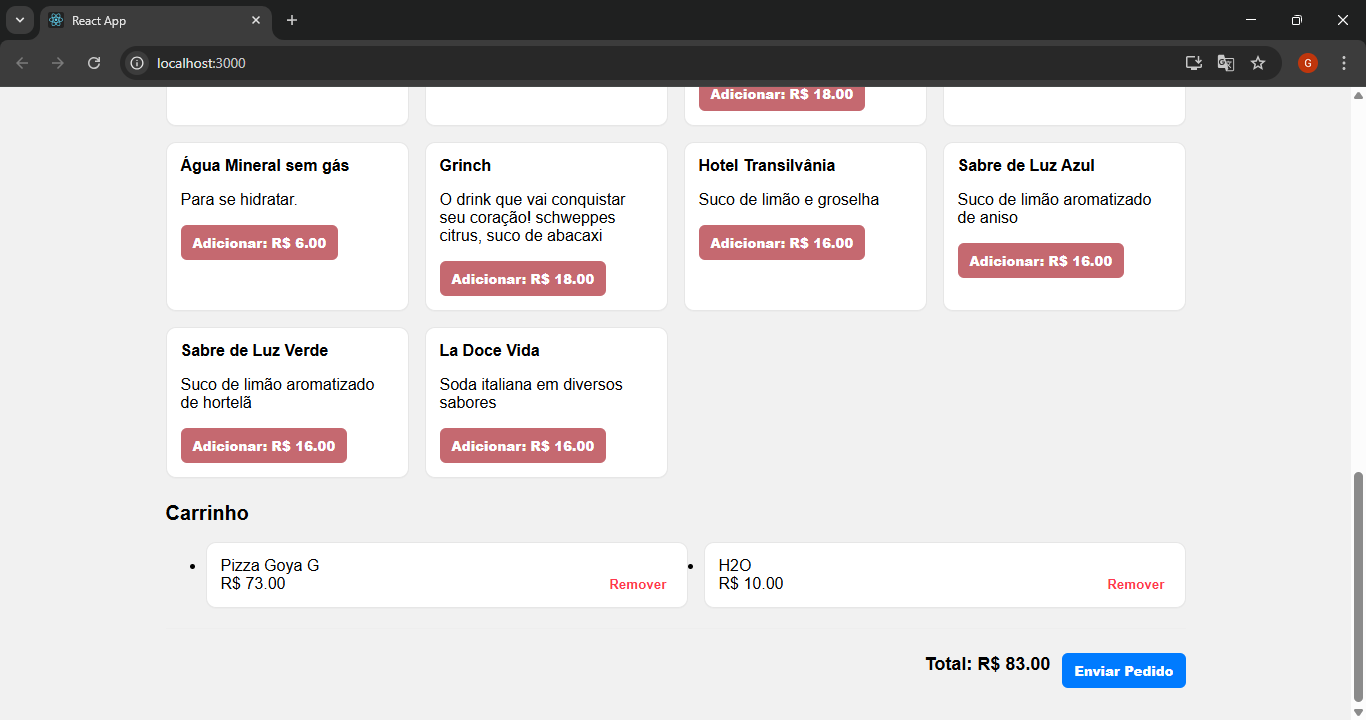 React App
localhost:3000
G
Adicionar: R$ 18.00
Água Mineral sem gás
Para se hidratar.
Adicionar: R$ 6.00
Grinch
O drink que vai conquistar
seu coração! schweppes
citrus, suco de abacaxi
Adicionar: R$ 18.00
Hotel Transilvânia
Suco de limão e groselha
Adicionar: R$ 16.00
Sabre de Luz Azul
Suco de limão aromatizado
de aniso
Adicionar: R$ 16.00
Sabre de Luz Verde
Suco de limão aromatizado
de hortelã
Adicionar: R$ 16.00
La Doce Vida
Soda italiana em diversos
sabores
Adicionar: R$ 16.00
Carrinho
Pizza Goya G
R$ 73.00
Remover
H2O
R$ 10.00
Remover
Total: R$ 83.00
Enviar Pedido